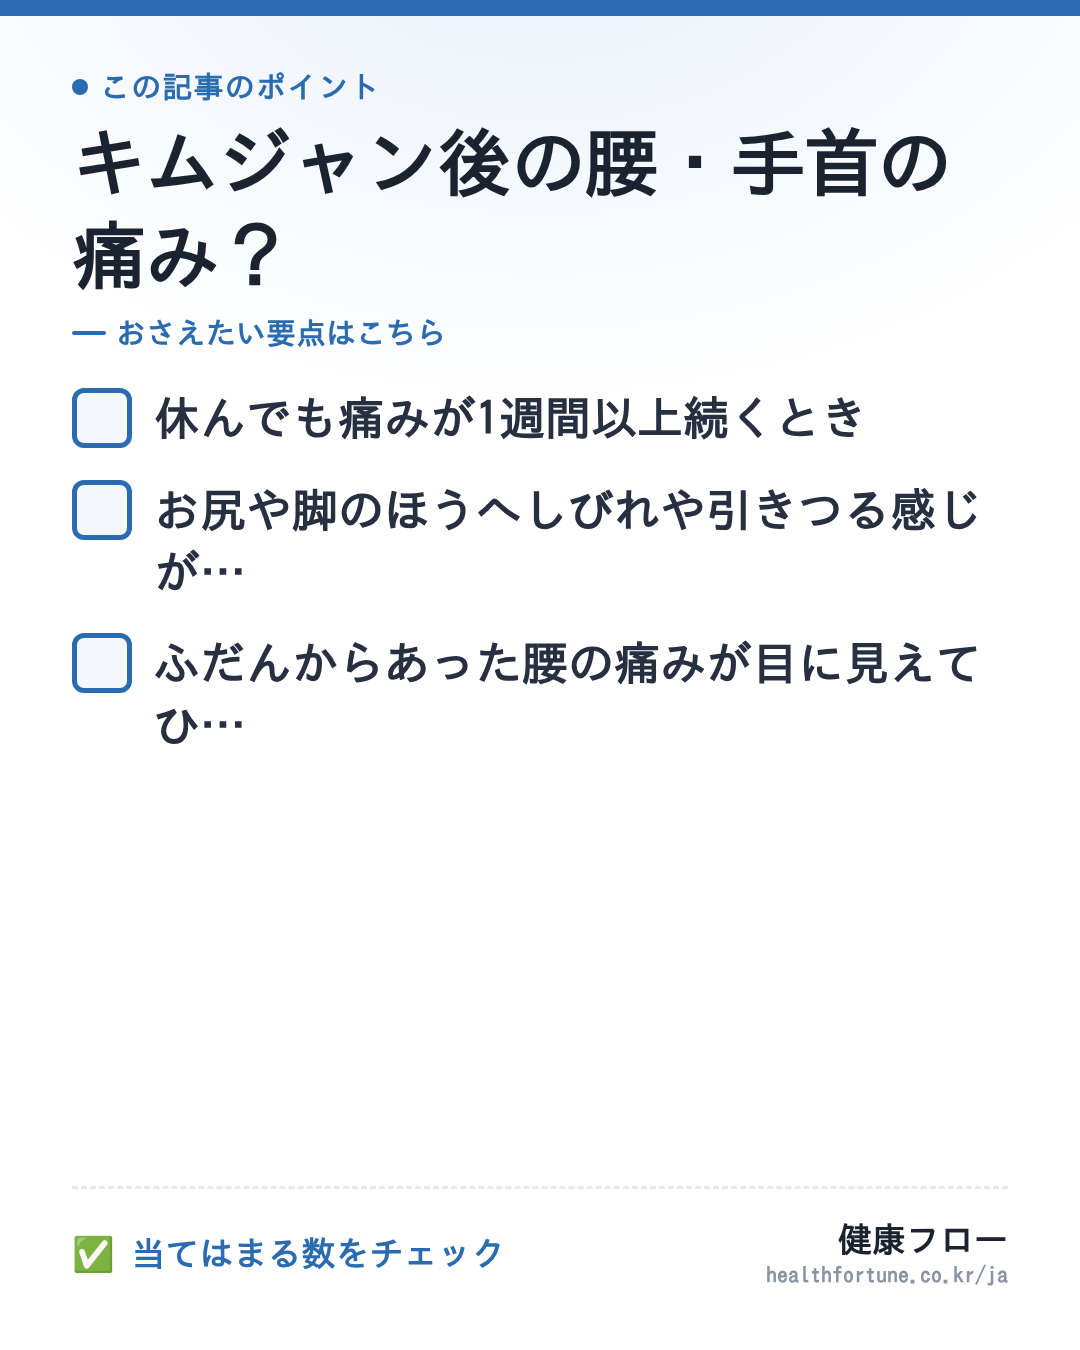 この記事のポイント
キムジャン後の腰・手首の
痛み？
おさえたい要点はこちら
休んでも痛みが1週間以上続くとき
お尻や脚のほうへしびれや引きつる感じ
が…
ふだんからあった腰の痛みが目に見えて
ひ…
当てはまる数をチェック
健康フロー
healthfortune.co.kr/ja